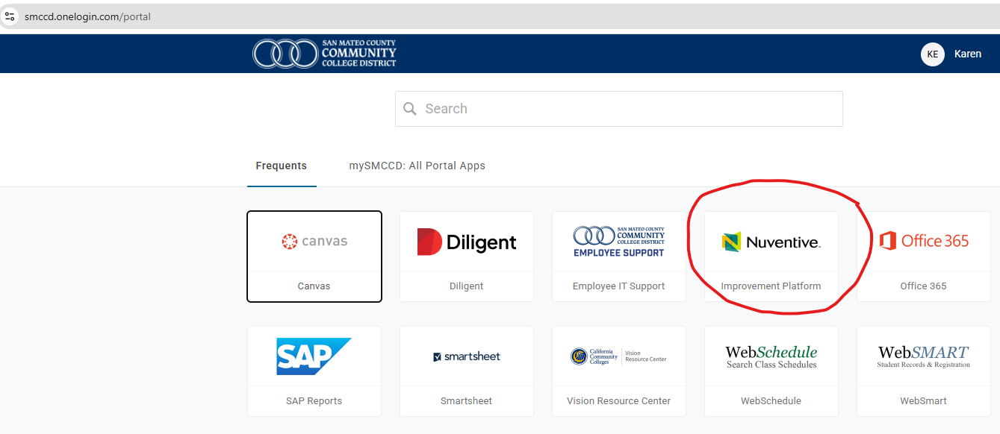 smccd.onelogin.com/portal
SAN MATEO COUNTY
COMMUNITY
COLLEGE DISTRICT
KE
Karen
Search
Frequents
mySMCCD: All Portal Apps
canvas
Canvas
Diligent
Diligent
SAN MATEO COUNTY
COMMUNITY
COLLEGE DISTRICT
EMPLOYEE SUPPORT
Employee IT Support
Nuventive™
Improvement Platform
Office 365
Office 365
SAP
SAP Reports
smartsheet
Smartsheet
California
Community
Colleges
Vision
Resource Center
Vision Resource Center
WebSchedule
Search Class Schedules
WebSchedule
WebSMART
Student Records & Registration
WebSmart